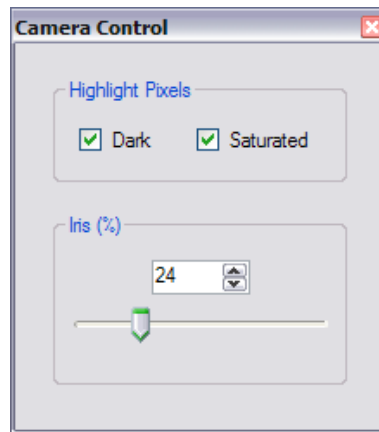 Camera Control
Highlight Pixels
Dark Saturated
Iris (%)
24